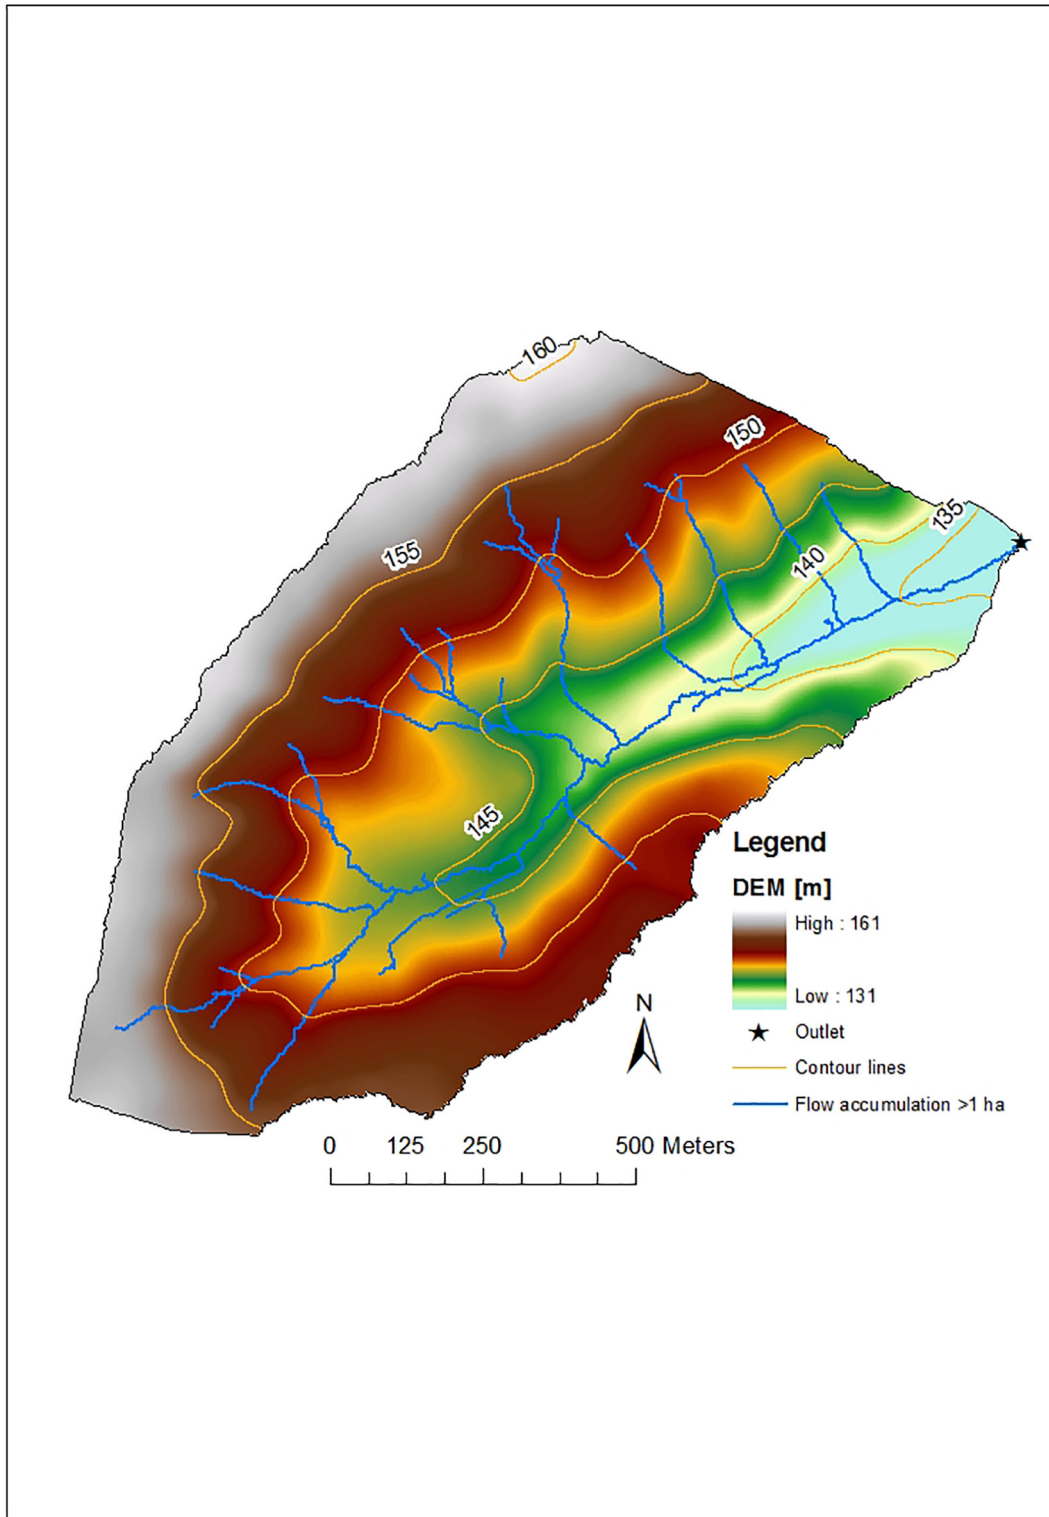 160
150
135
155
140
145
Legend
DEM [m]
High : 161
Low : 131
N
Outlet
Contour lines
Flow accumulation >1 ha
0 125 250 500 Meters